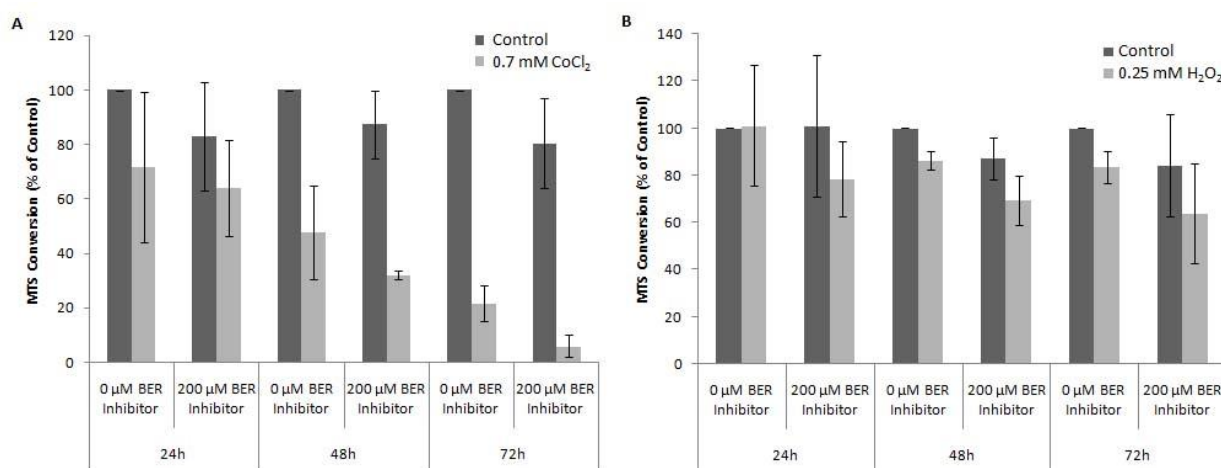 A
MTS Conversion (% of Control)
120
100
80
60
40
20
0
Control
0.7 mM CoCl₂
0 µM BER Inhibitor
200 µM BER Inhibitor
0 µM BER Inhibitor
200 µM BER Inhibitor
0 µM BER Inhibitor
200 µM BER Inhibitor
24h
48h
72h
B
MTS Conversion (% of Control)
140
120
100
80
60
40
20
0
Control
0.25 mM H₂O₂
0 µM BER Inhibitor
200 µM BER Inhibitor
0 µM BER Inhibitor
200 µM BER Inhibitor
0 µM BER Inhibitor
200 µM BER Inhibitor
24h
48h
72h